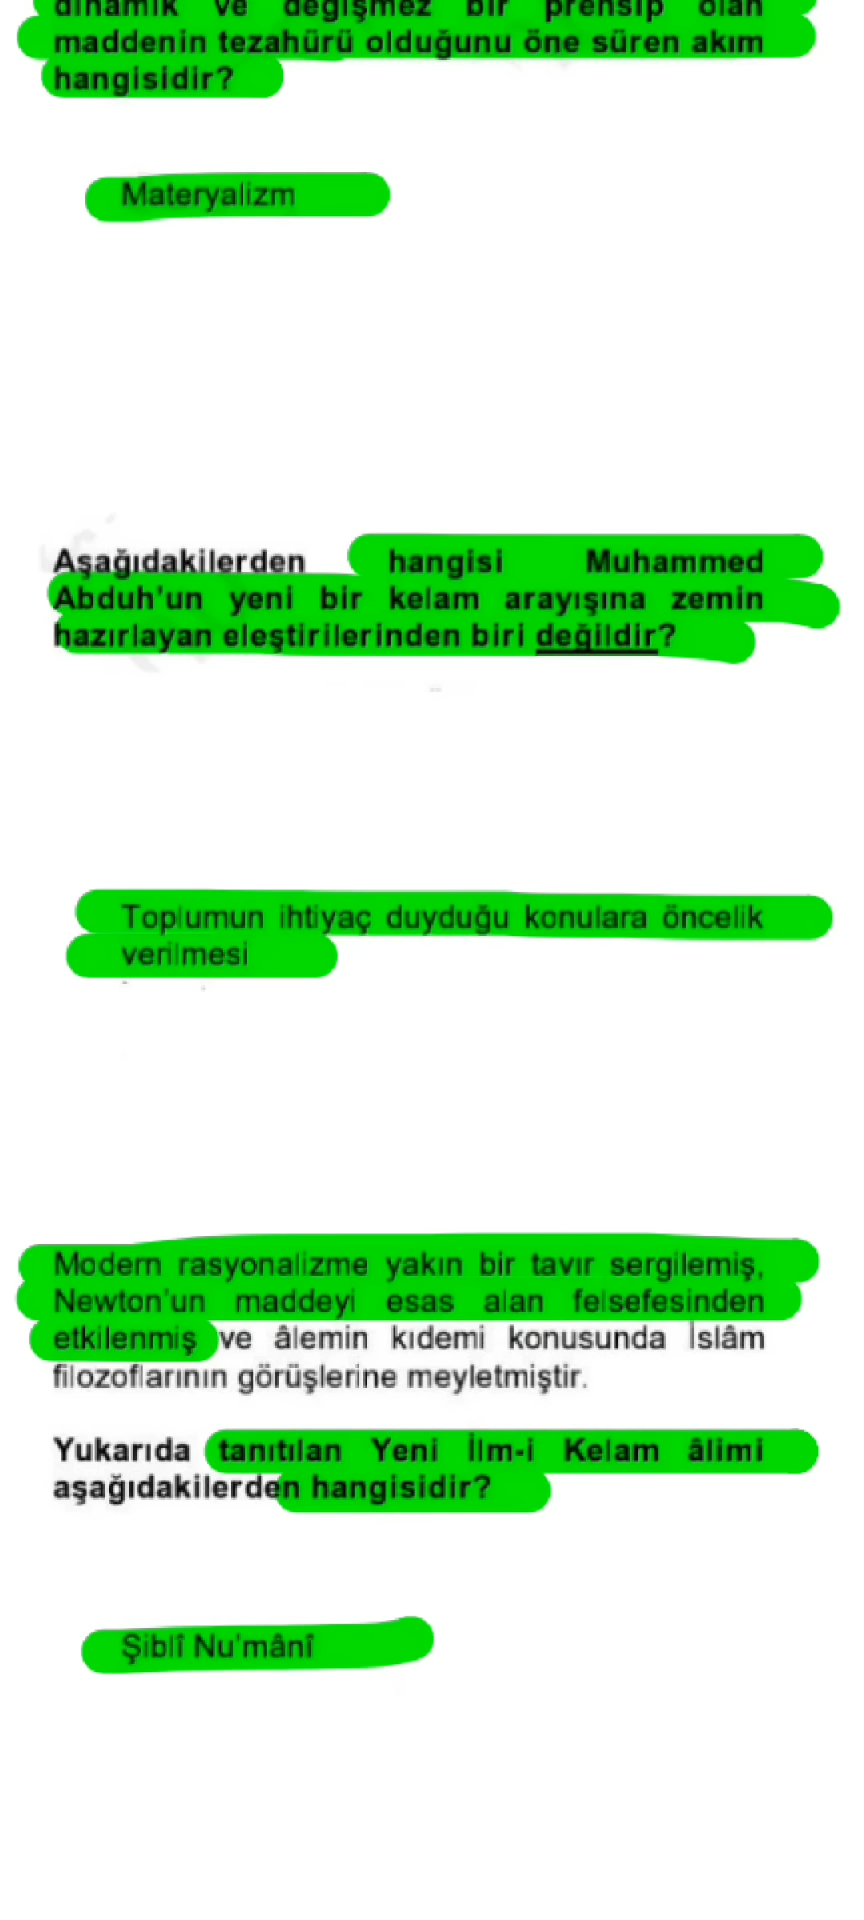 dinamik ve değişmez bir prensip olan
maddenin tezahürü olduğunu öne süren akım
hangisidir?
Materyalizm
Aşağıdakilerden hangisi Muhammed
Abduh'un yeni bir kelam arayışına zemin
hazırlayan eleştirilerinden biri değildir?
Toplumun ihtiyaç duyduğu konulara öncelik
verilmesi
Modern rasyonalizme yakın bir tavır sergilemiş,
Newton'un maddeyi esas alan felsefesinden
etkilenmiş ve âlemin kıdemi konusunda İslâm
filozoflarının görüşlerine meyletmiştir.
Yukarıda tanıtılan Yeni İlm-i Kelam âlimi
aşağıdakilerden hangisidir?
Şiblî Nu'mânî